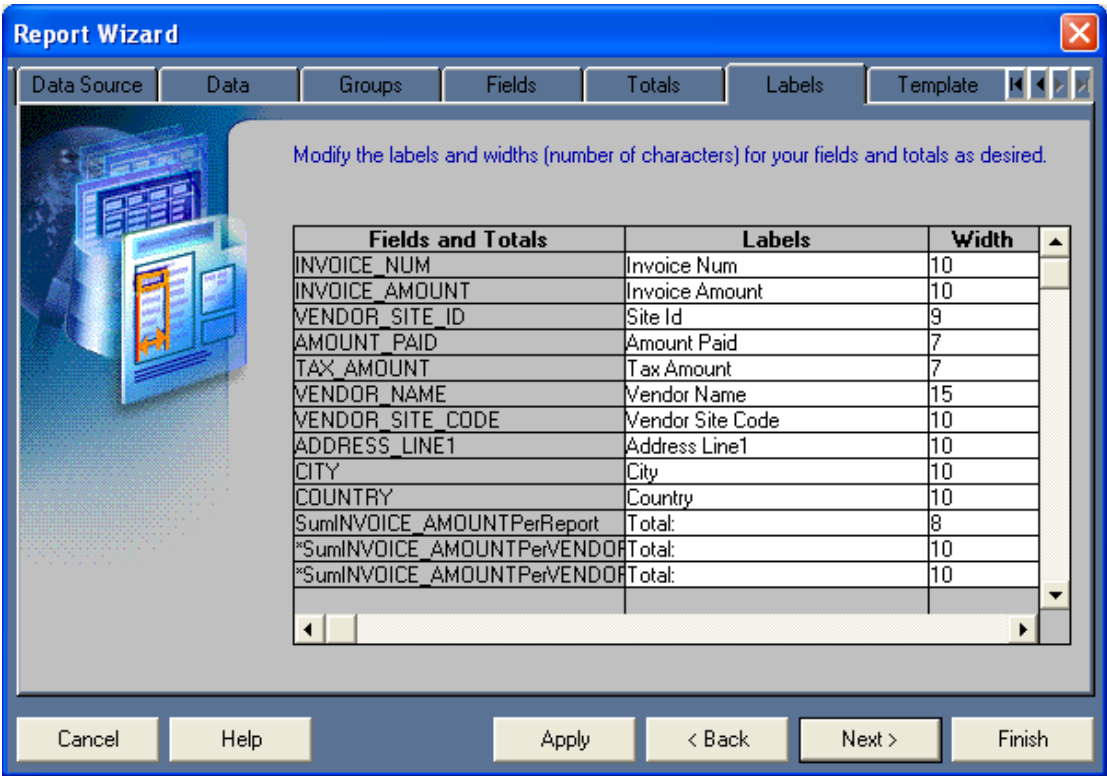 Report Wizard
Data Source Data Groups Fields Totals Labels Template
Modify the labels and widths (number of characters) for your fields and totals as desired.
Fields and Totals Labels Width
INVOICE_NUM Invoice Num 10
INVOICE_AMOUNT Invoice Amount 10
VENDOR_SITE_ID Site Id 9
AMOUNT_PAID Amount Paid 7
TAX_AMOUNT Tax Amount 7
VENDOR_NAME Vendor Name 15
VENDOR_SITE_CODE Vendor Site Code 10
ADDRESS_LINE1 Address Line1 10
CITY City 10
COUNTRY Country 10
SumINVOICE_AMOUNTPerReport Total: 8
*SumINVOICE_AMOUNTPerVENDOR Total: 10
*SumINVOICE_AMOUNTPerVENDOR Total: 10
Cancel Help Apply < Back Next > Finish